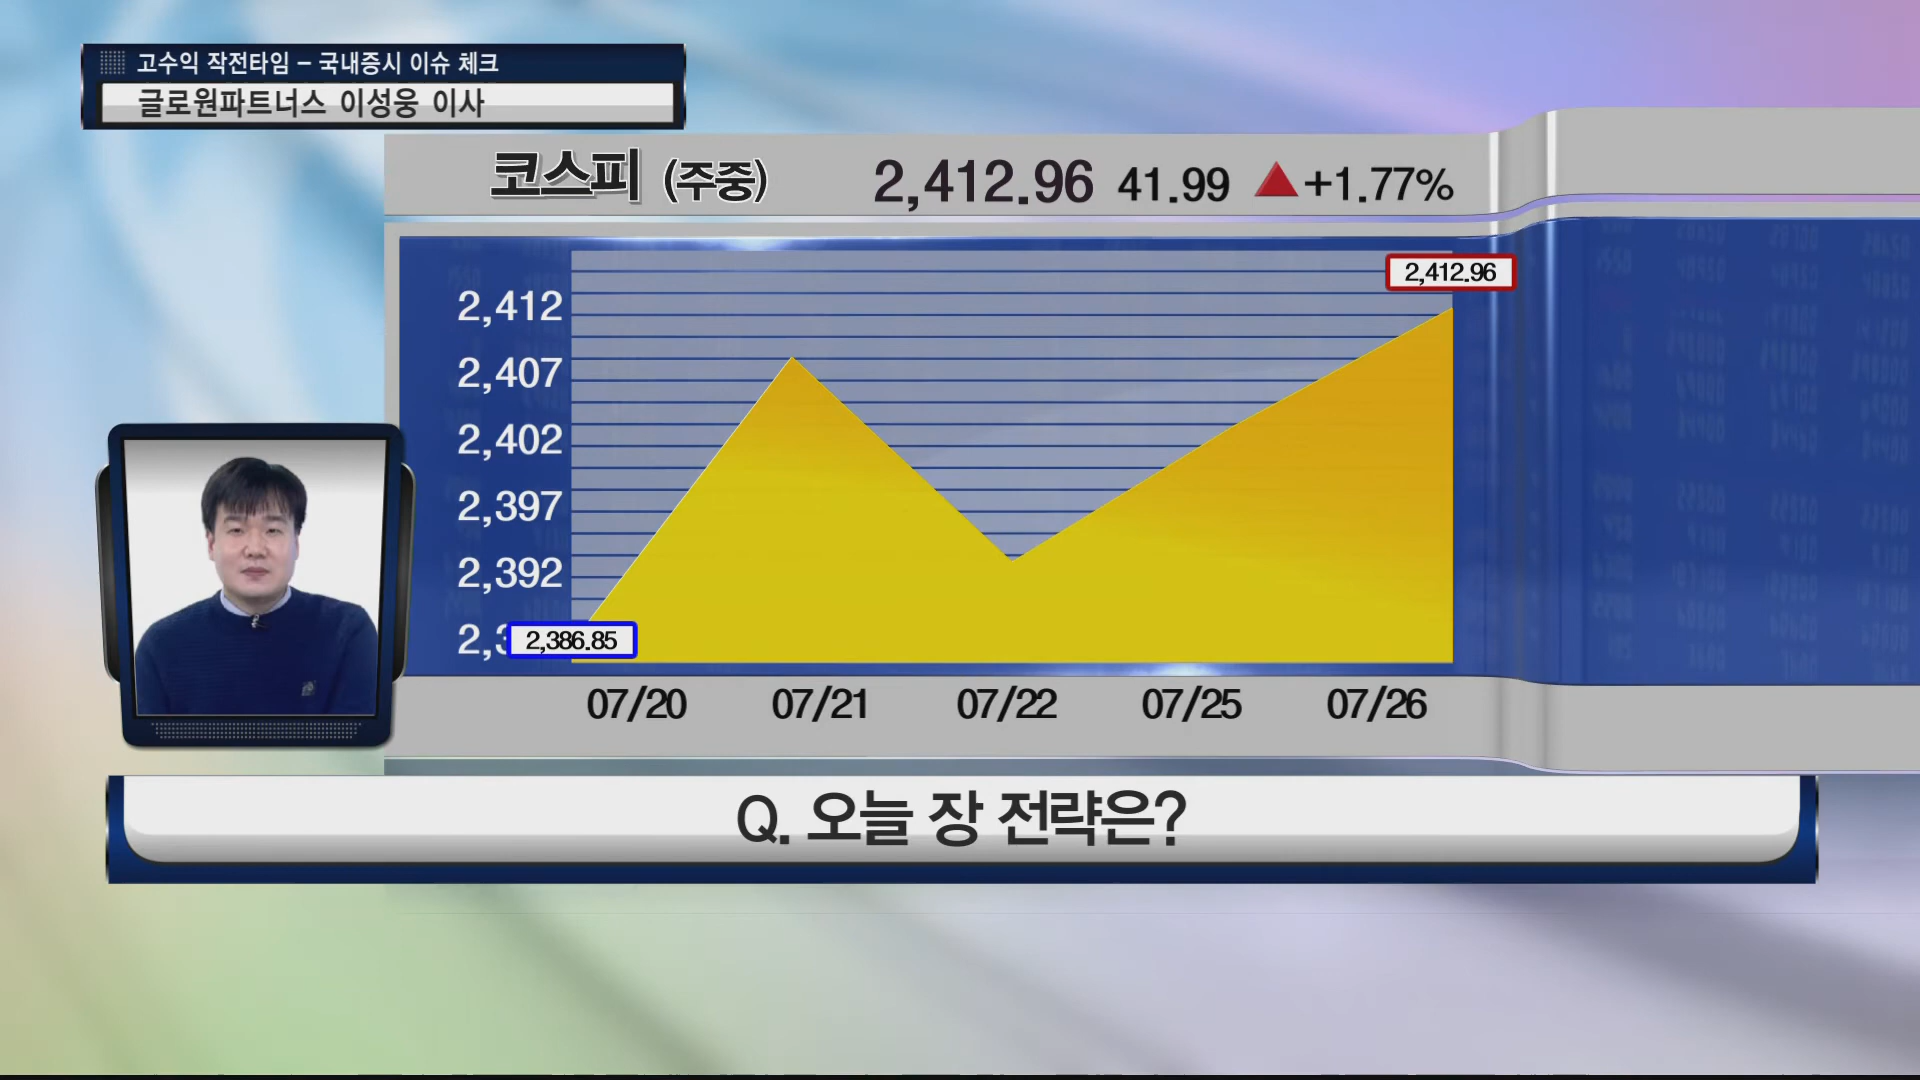 고수익 작전타임 – 국내증시 이슈 체크
글로원파트너스 이성웅 이사
코스피 (주중) 2,412.96 41.99 ▲+1.77%
2,412.96
2,412
2,407
2,402
2,397
2,392
2,386.85
07/20 07/21 07/22 07/25 07/26
Q. 오늘 장 전략은?